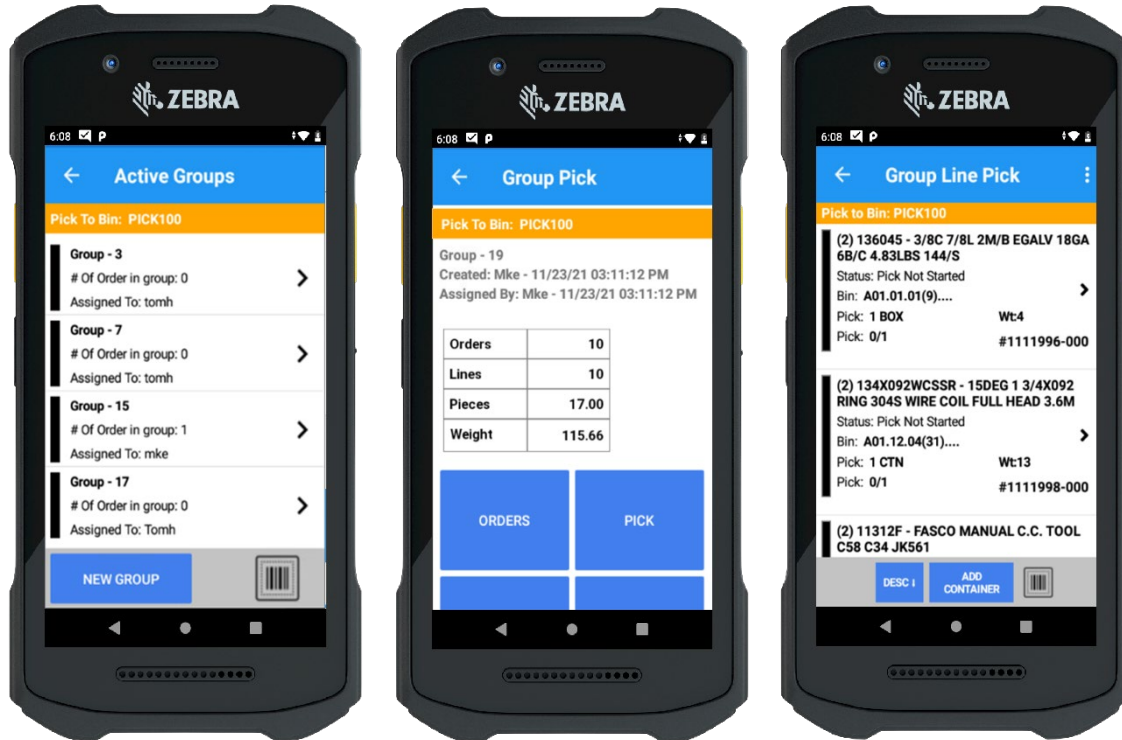 ZEBRA
6:08 P
Active Groups
Pick To Bin: PICK100
Group - 3
# Of Order in group: 0
Assigned To: tomh
Group - 7
# Of Order in group: 0
Assigned To: tomh
Group - 15
# Of Order in group: 1
Assigned To: mke
Group - 17
# Of Order in group: 0
Assigned To: Tomh
NEW GROUP
ZEBRA
6:08 P
Group Pick
Pick To Bin: PICK100
Group - 19
Created: Mke - 11/23/21 03:11:12 PM
Assigned By: Mke - 11/23/21 03:11:12 PM
Orders 10
Lines 10
Pieces 17.00
Weight 115.66
ORDERS PICK
ZEBRA
6:08 P
Group Line Pick
Pick to Bin: PICK100
(2) 136045 - 3/8C 7/8L 2M/B EGALV 18GA
6B/C 4.83LBS 144/S
Status: Pick Not Started
Bin: A01.01.01(9)....
Pick: 1 BOX Wt:4
Pick: 0/1 #1111996-000
(2) 134X092WCSSR - 15DEG 1 3/4X092
RING 304S WIRE COIL FULL HEAD 3.6M
Status: Pick Not Started
Bin: A01.12.04(31)....
Pick: 1 CTN Wt:13
Pick: 0/1 #1111998-000
(2) 11312F - FASCO MANUAL C.C. TOOL
C58 C34 JK561
DESC ↓ ADD
CONTAINER